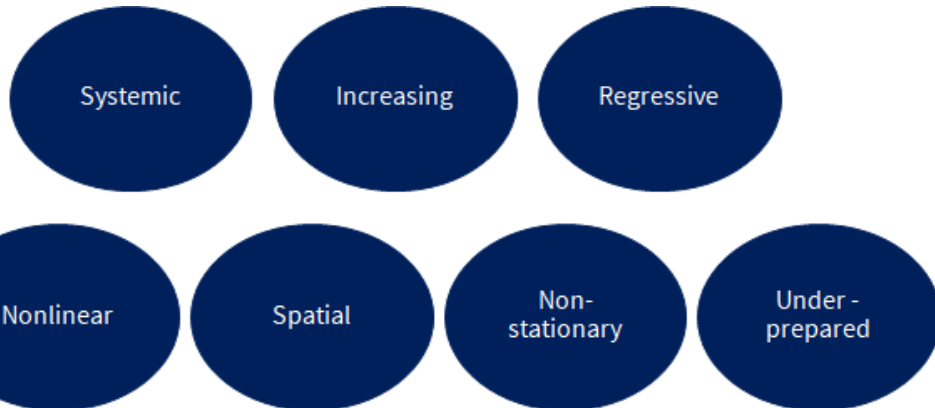 Systemic
Increasing
Regressive
Nonlinear
Spatial
Non-
stationary
Under -
prepared